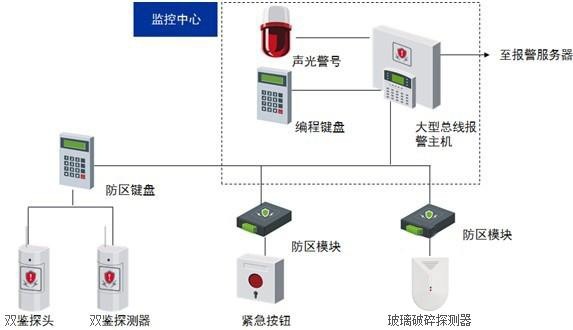 监控中心
声光警号
至报警服务器
编程键盘
大型总线报
警主机
防区键盘
防区模块
防区模块
双鉴探头
双鉴探测器
紧急按钮
玻璃破碎探测器